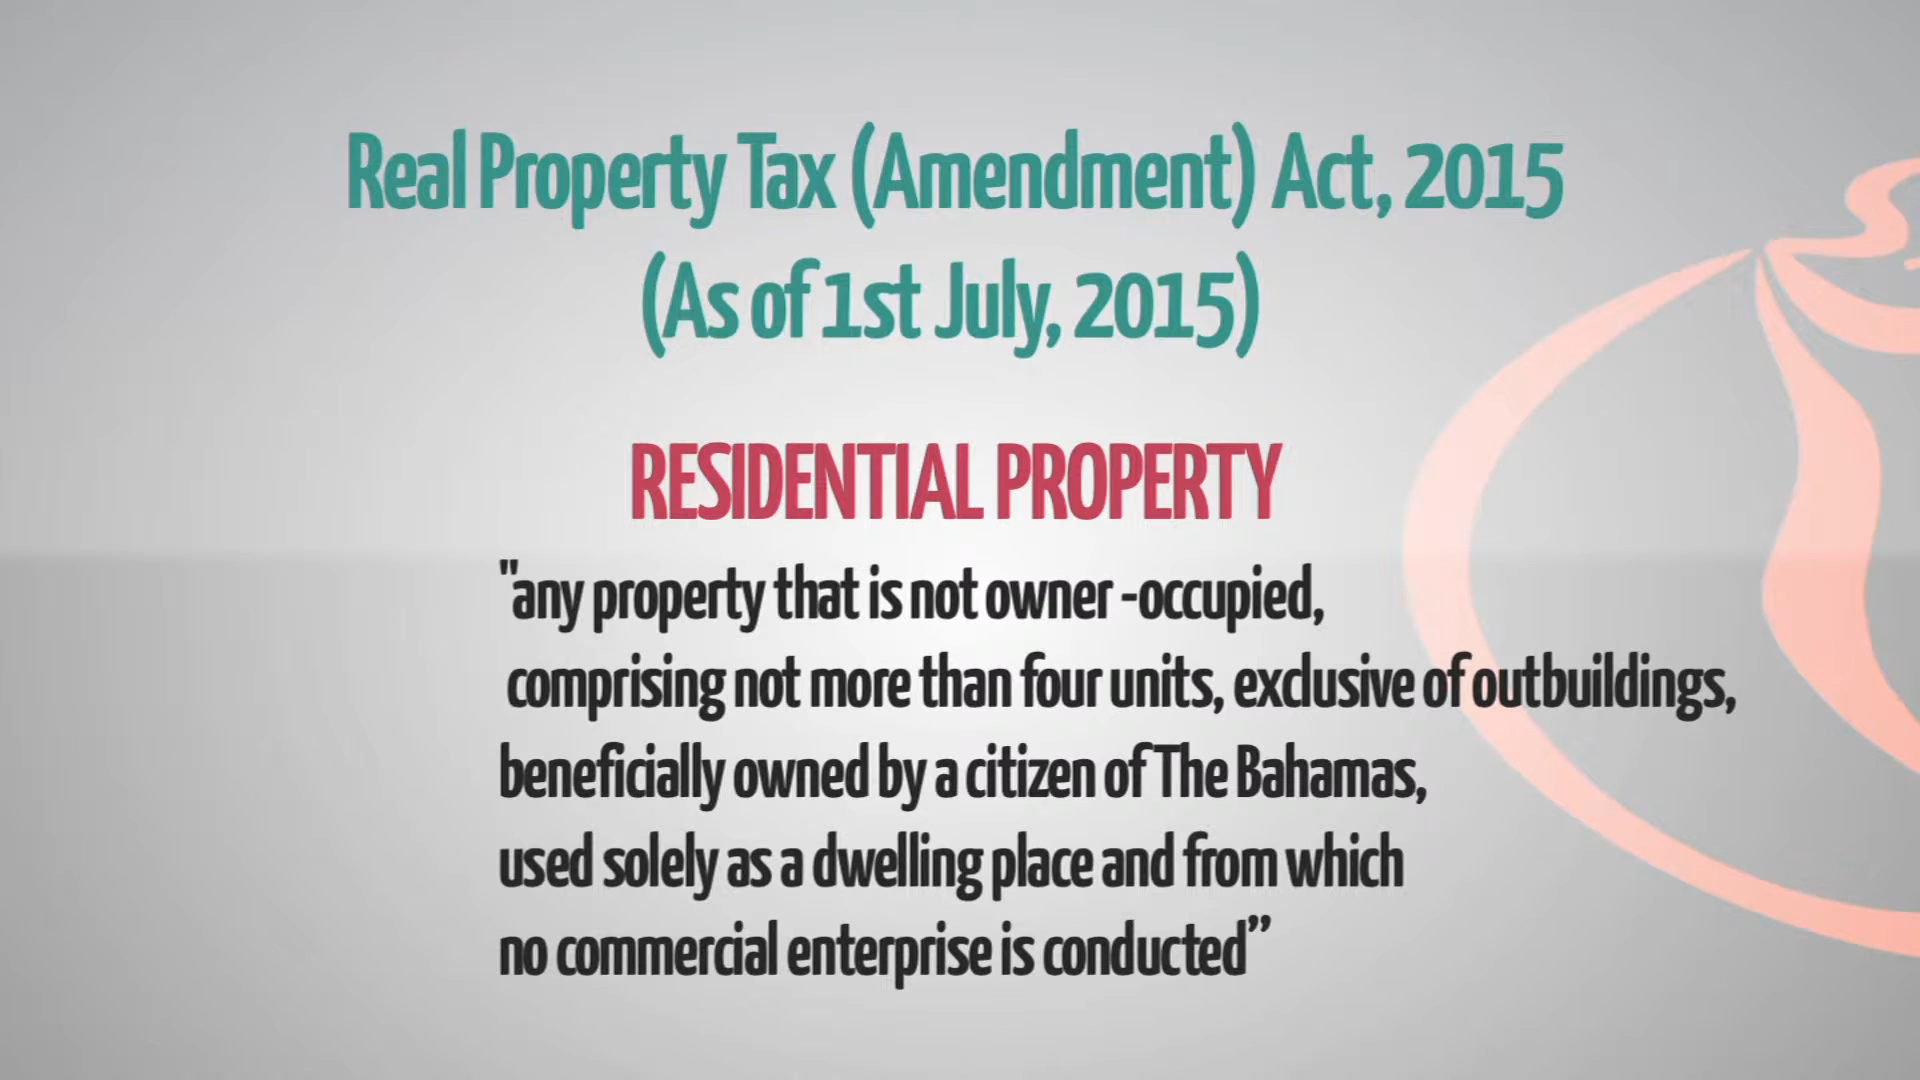 Real Property Tax (Amendment) Act, 2015
(As of 1st July, 2015)
RESIDENTIAL PROPERTY
"any property that is not owner -occupied,
comprising not more than four units, exclusive of outbuildings,
beneficially owned by a citizen of The Bahamas,
used solely as a dwelling place and from which
no commercial enterprise is conducted”